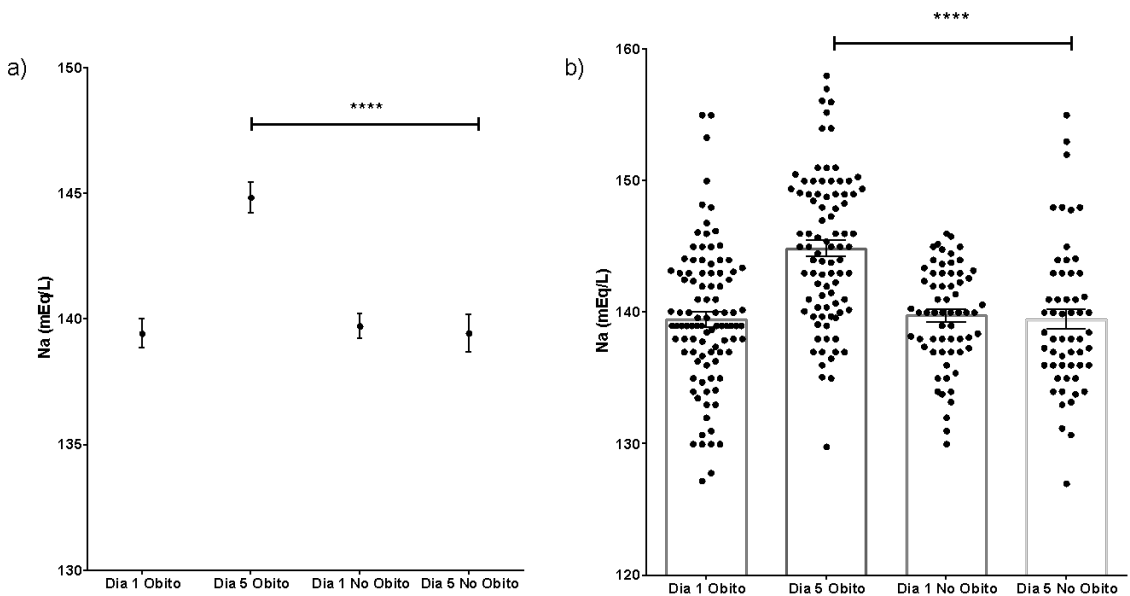 a)
150
145
140
135
130
Na (mEq/L)
****
Dia 1 Obito
Dia 5 Obito
Dia 1 No Obito
Dia 5 No Obito
b)
160
150
140
130
120
Na (mEq/L)
****
Dia 1 Obito
Dia 5 Obito
Dia 1 No Obito
Dia 5 No Obito